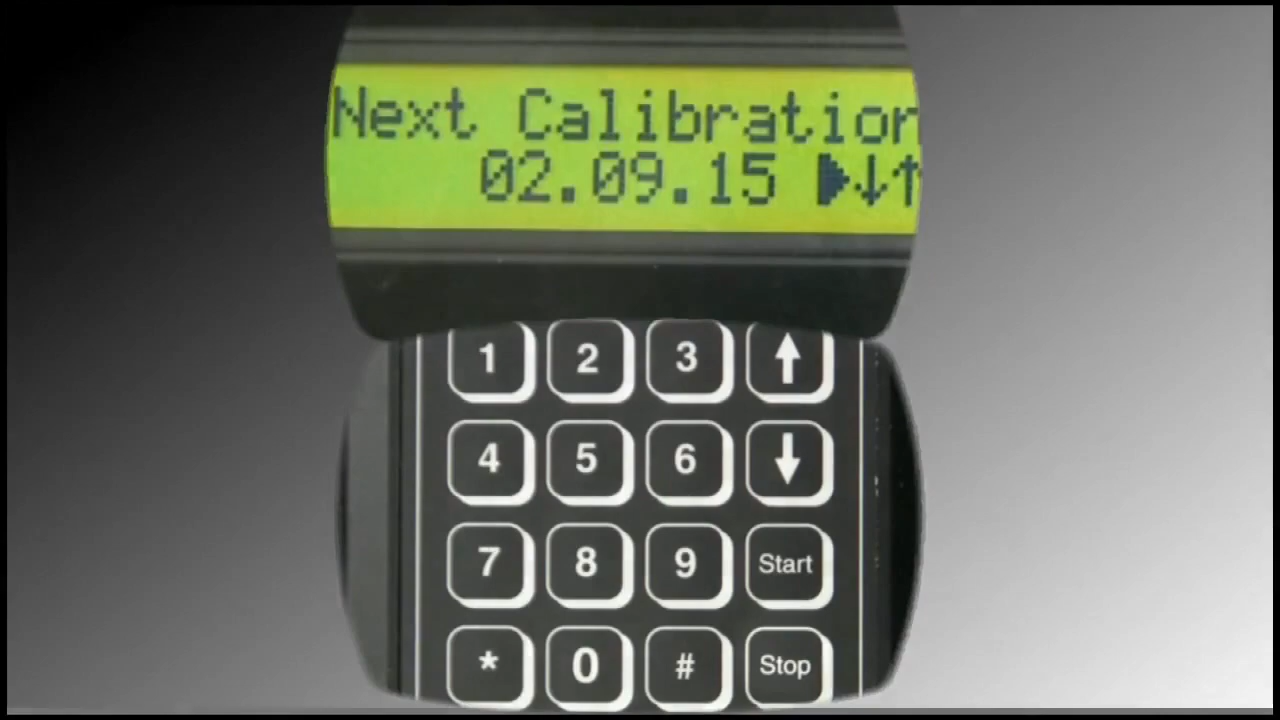 Next Calibration
02.09.15 ▶↓↑
1 2 3 ↑
4 5 6 ↓
7 8 9 Start
* 0 # Stop